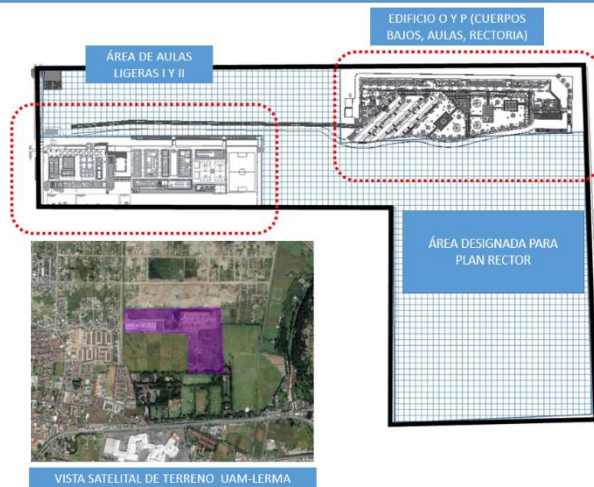 EDIFICIO O Y P (CUERPOS
BAJOS, AULAS, RECTORIA)
ÁREA DE AULAS
LIGERAS I Y II
ÁREA DESIGNADA PARA
PLAN RECTOR
VISTA SATELITAL DE TERRENO UAM-LERMA